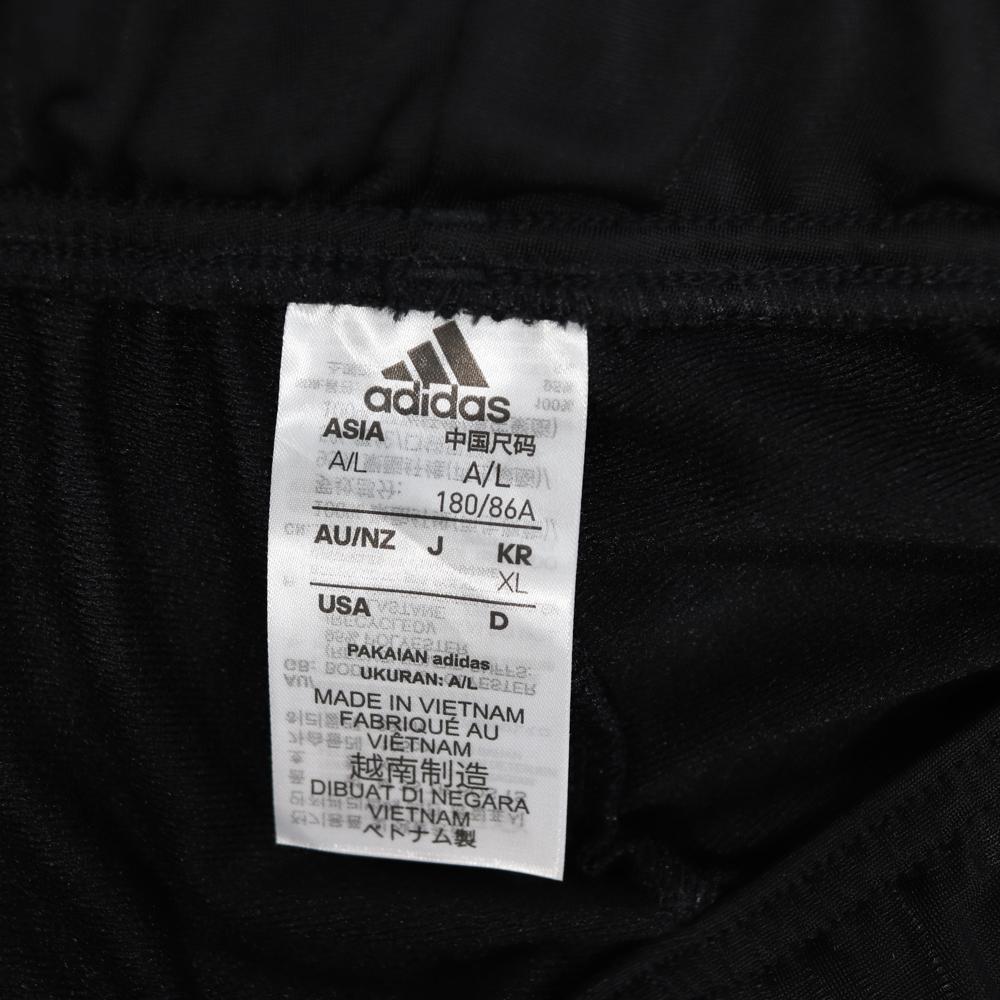 adidas
ASIA 中国尺码
A/L A/L
180/86A
AU/NZ J KR
XL
USA D
PAKAIAN adidas
UKURAN: A/L
MADE IN VIETNAM
FABRIQUÉ AU
VIÊTNAM
越南制造
DIBUAT DI NEGARA
VIETNAM
ベトナム製